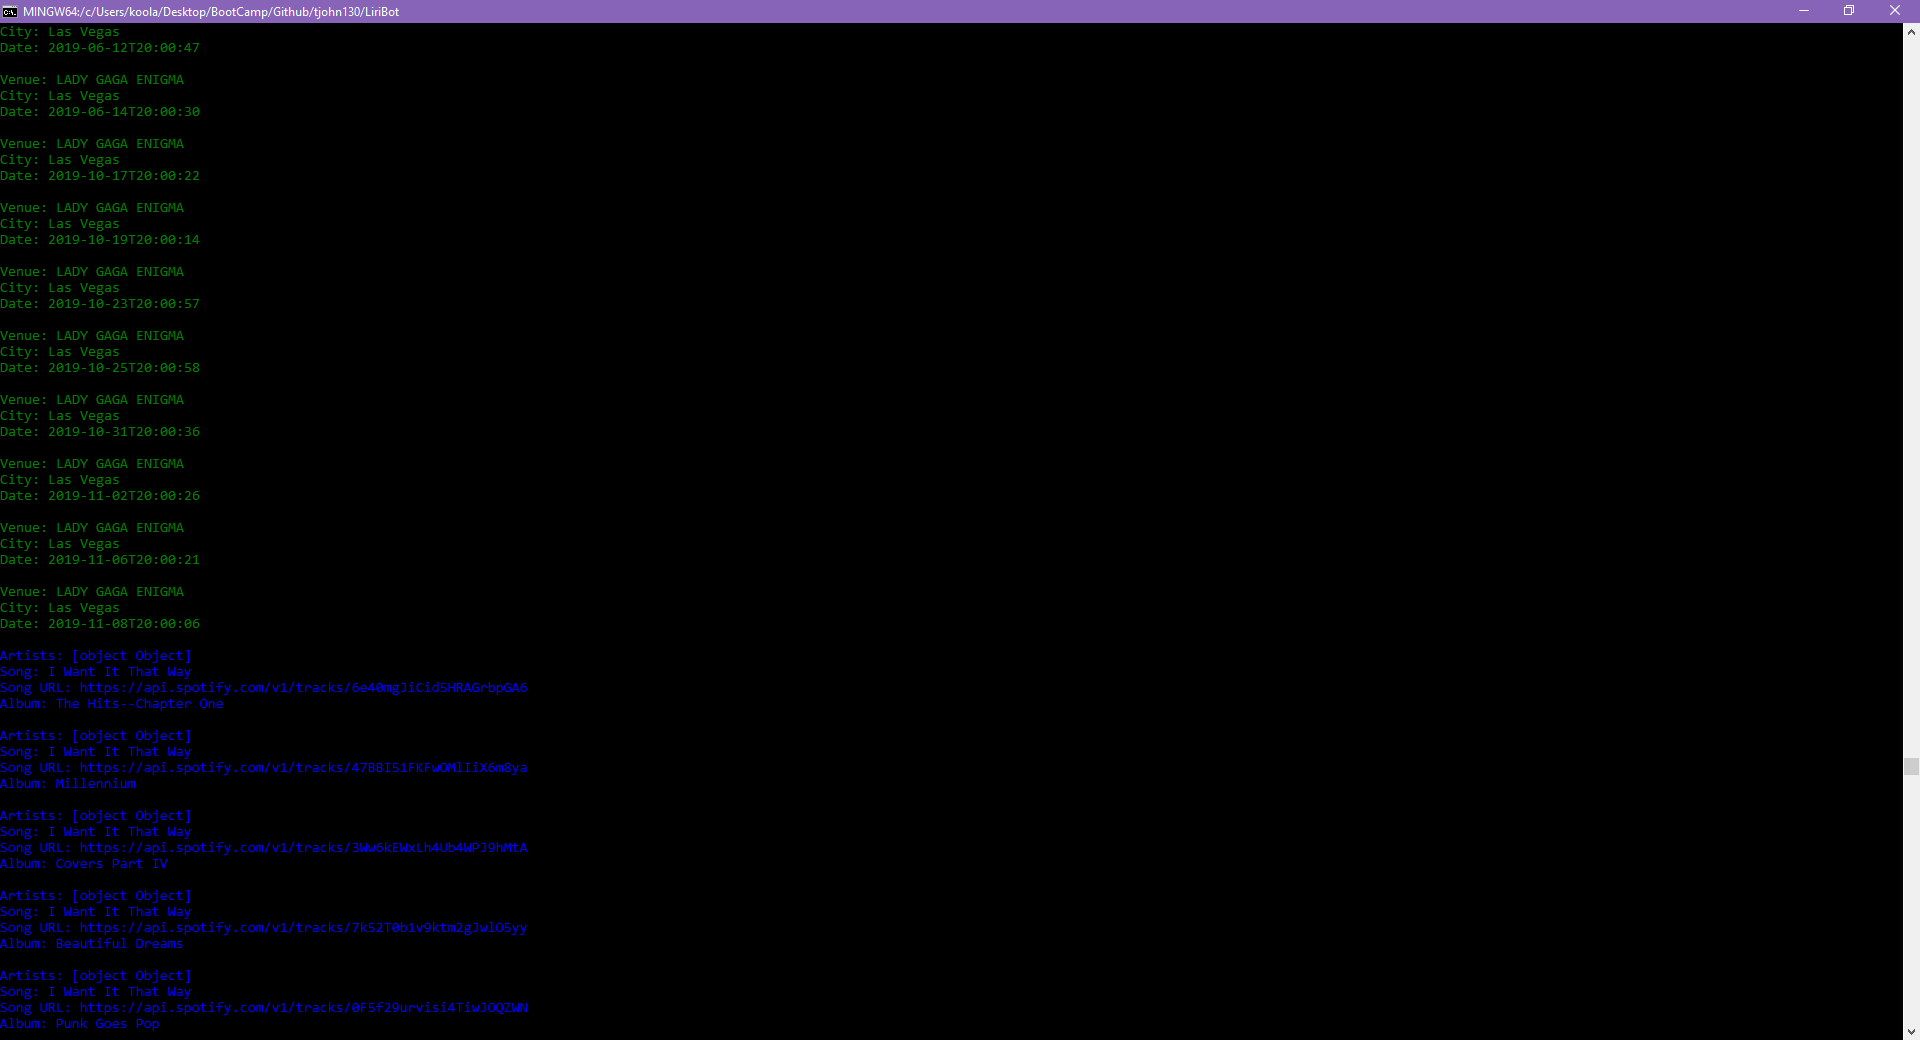 MINGW64:/c/Users/koola/Desktop/BootCamp/Github/tjohn130/LiriBot
City: Las Vegas
Date: 2019-06-12T20:00:47
Venue: LADY GAGA ENIGMA
City: Las Vegas
Date: 2019-06-14T20:00:30
Venue: LADY GAGA ENIGMA
City: Las Vegas
Date: 2019-10-17T20:00:22
Venue: LADY GAGA ENIGMA
City: Las Vegas
Date: 2019-10-19T20:00:14
Venue: LADY GAGA ENIGMA
City: Las Vegas
Date: 2019-10-23T20:00:57
Venue: LADY GAGA ENIGMA
City: Las Vegas
Date: 2019-10-25T20:00:58
Venue: LADY GAGA ENIGMA
City: Las Vegas
Date: 2019-10-31T20:00:36
Venue: LADY GAGA ENIGMA
City: Las Vegas
Date: 2019-11-02T20:00:26
Venue: LADY GAGA ENIGMA
City: Las Vegas
Date: 2019-11-06T20:00:21
Venue: LADY GAGA ENIGMA
City: Las Vegas
Date: 2019-11-08T20:00:06
Artists: [object Object]
Song: I Want It That Way
Song URL: https://api.spotify.com/v1/tracks/6e40mgJiCid5HRAGrbpGA6
Album: The Hits--Chapter One
Artists: [object Object]
Song: I Want It That Way
Song URL: https://api.spotify.com/v1/tracks/47BBI51FKFwOMlIiX6m8ya
Album: Millennium
Artists: [object Object]
Song: I Want It That Way
Song URL: https://api.spotify.com/v1/tracks/3Ww6kEWxLh4Ub4WPJ9hMtA
Album: Covers Part IV
Artists: [object Object]
Song: I Want It That Way
Song URL: https://api.spotify.com/v1/tracks/7k52T0b1v9ktm2gJwlO5yy
Album: Beautiful Dreams
Artists: [object Object]
Song: I Want It That Way
Song URL: https://api.spotify.com/v1/tracks/0F5f29urvisi4TiwJOQZWN
Album: Punk Goes Pop